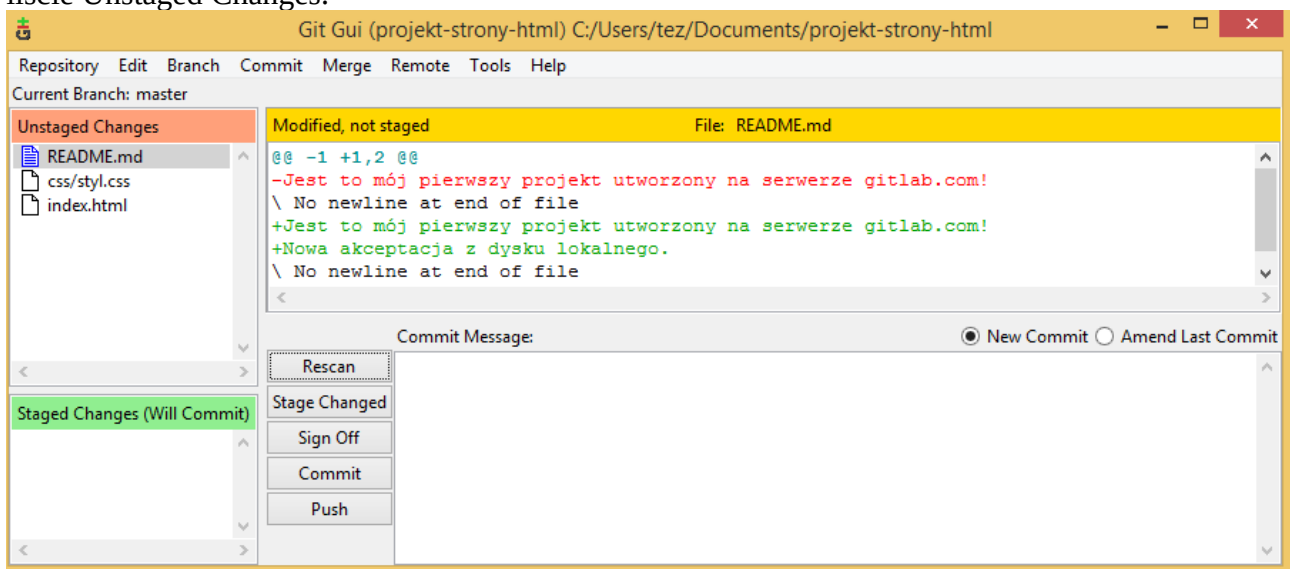 liście Unstaged Changes.
Git Gui (projekt-strony-html) C:/Users/tez/Documents/projekt-strony-html
Repository Edit Branch Commit Merge Remote Tools Help
Current Branch: master
Unstaged Changes
README.md
css/styl.css
index.html
Staged Changes (Will Commit)
Modified, not staged File: README.md
@@ -1 +1,2 @@
-Jest to mój pierwszy projekt utworzony na serwerze gitlab.com!
\ No newline at end of file
+Jest to mój pierwszy projekt utworzony na serwerze gitlab.com!
+Nowa akceptacja z dysku lokalnego.
\ No newline at end of file
Commit Message: New Commit Amend Last Commit
Rescan
Stage Changed
Sign Off
Commit
Push